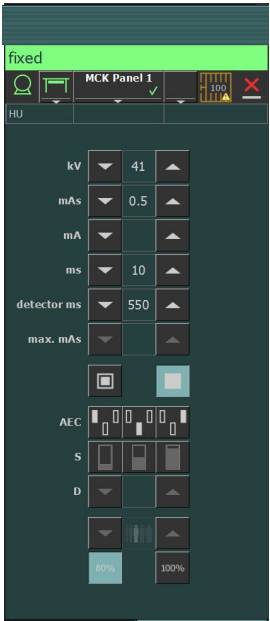 fixed
MCK Panel 1
100
HU
kV 41
mAs 0.5
mA
ms 10
detector ms 550
max. mAs
AEC
S
D
80% 100%